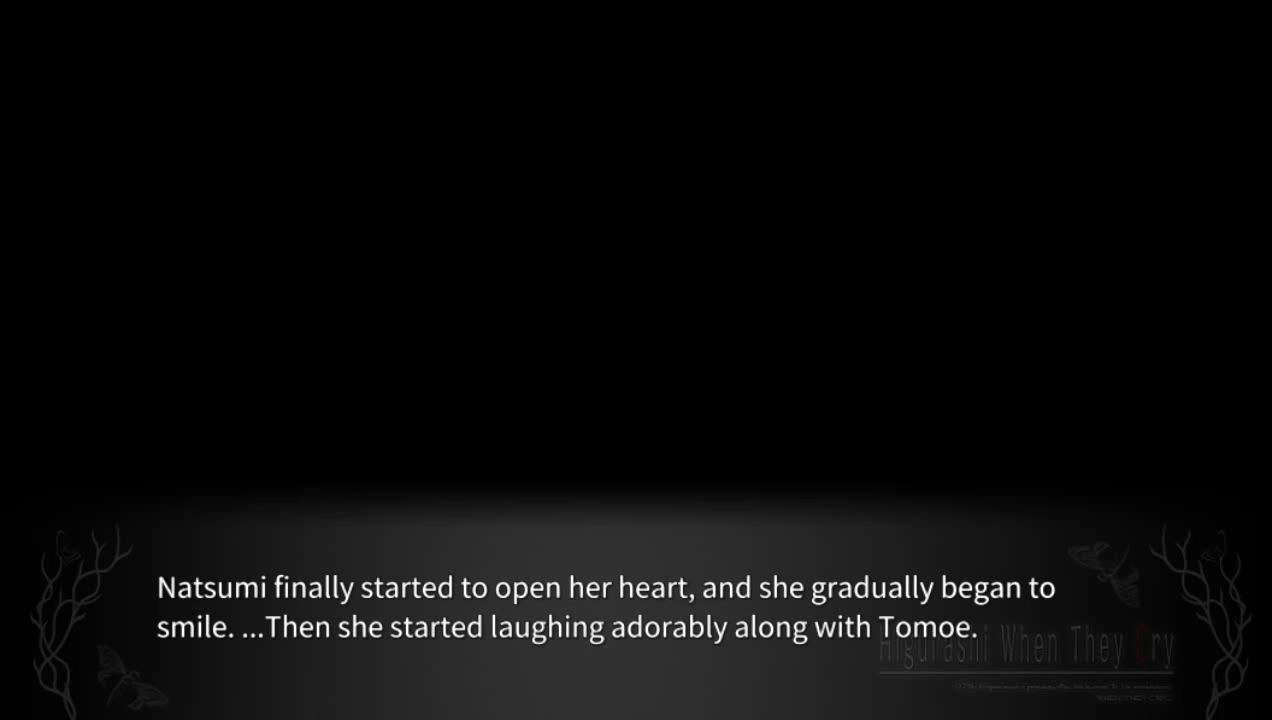 Natsumi finally started to open her heart, and she gradually began to
smile. ...Then she started laughing adorably along with Tomoe.
Higurashi When They Cry